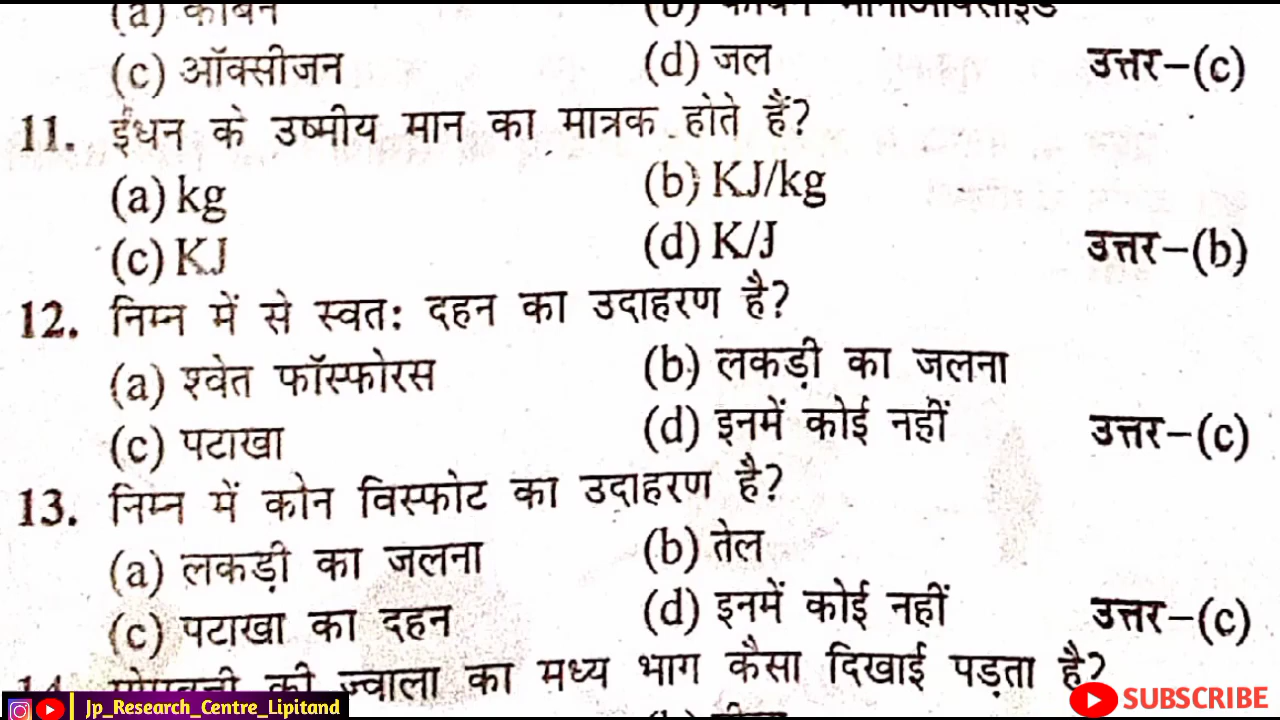 (c) ऑक्सीजन (d) जल उत्तर–(c)
11. ईंधन के उष्मीय मान का मात्रक होते हैं?
(a) kg (b) KJ/kg
(c) KJ (d) K/J उत्तर–(b)
12. निम्न में से स्वतः दहन का उदाहरण है?
(a) श्वेत फॉस्फोरस (b) लकड़ी का जलना
(c) पटाखा (d) इनमें कोई नहीं उत्तर–(c)
13. निम्न में कोन विस्फोट का उदाहरण है?
(a) लकड़ी का जलना (b) तेल
(c) पटाखा का दहन (d) इनमें कोई नहीं उत्तर–(c)
की ज्वाला का मध्य भाग कैसा दिखाई पड़ता है?
Jp_Research_Centre_Lipitand
SUBSCRIBE